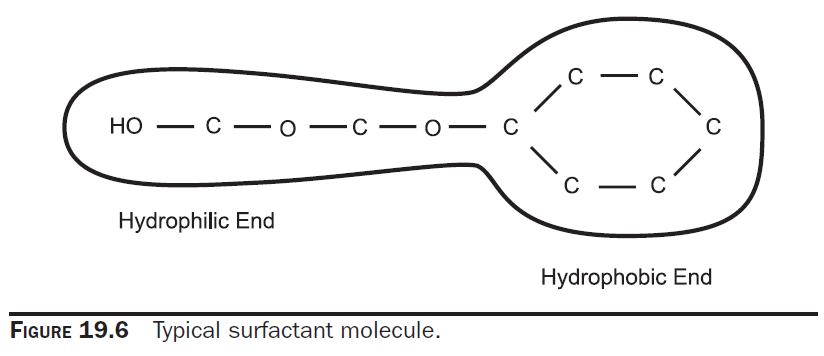 C — C
HO — C — O — C — O — C C
C — C
Hydrophilic End
Hydrophobic End
FIGURE 19.6 Typical surfactant molecule.